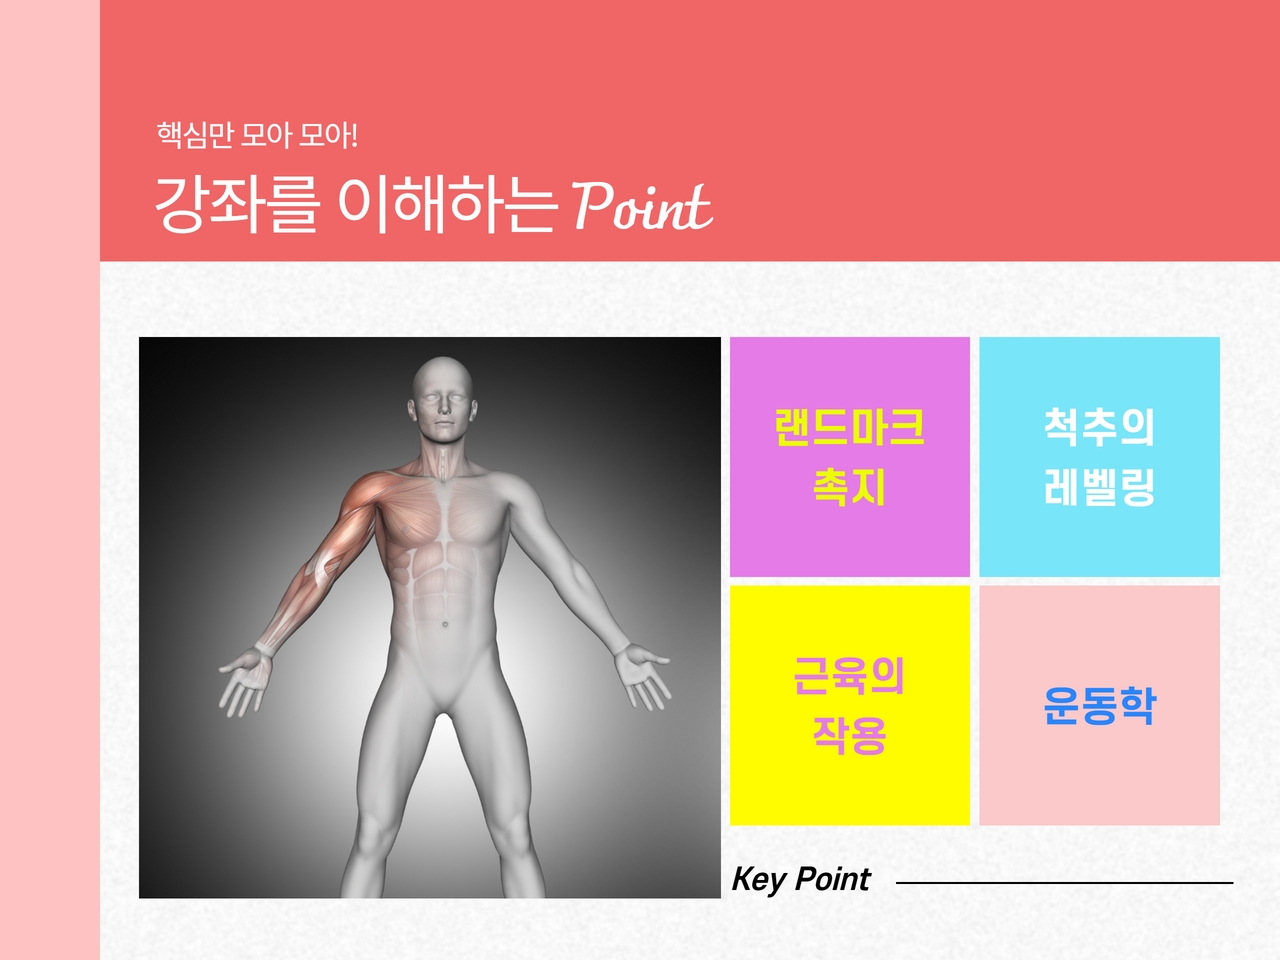 핵심만 모아 모아!
강좌를 이해하는 Point
랜드마크
촉지
척추의
레벨링
근육의
작용
운동학
Key Point